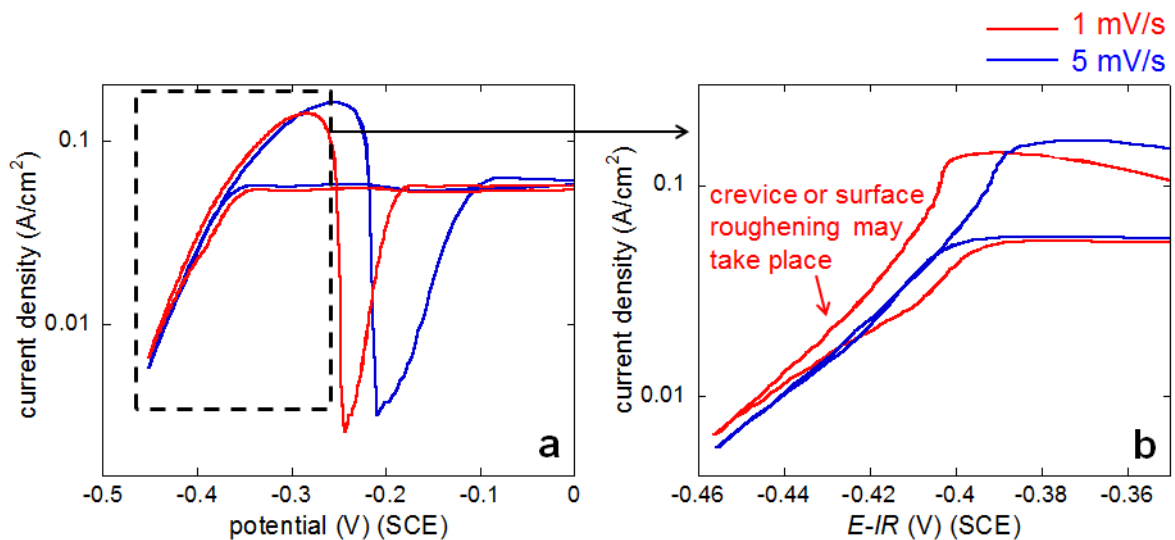 1 mV/s
5 mV/s
current density (A/cm²)
0.1
0.01
a
-0.5 -0.4 -0.3 -0.2 -0.1 0
potential (V) (SCE)
current density (A/cm²)
0.1
0.01
crevice or surface
roughening may
take place
b
-0.46 -0.44 -0.42 -0.4 -0.38 -0.36
E-IR (V) (SCE)